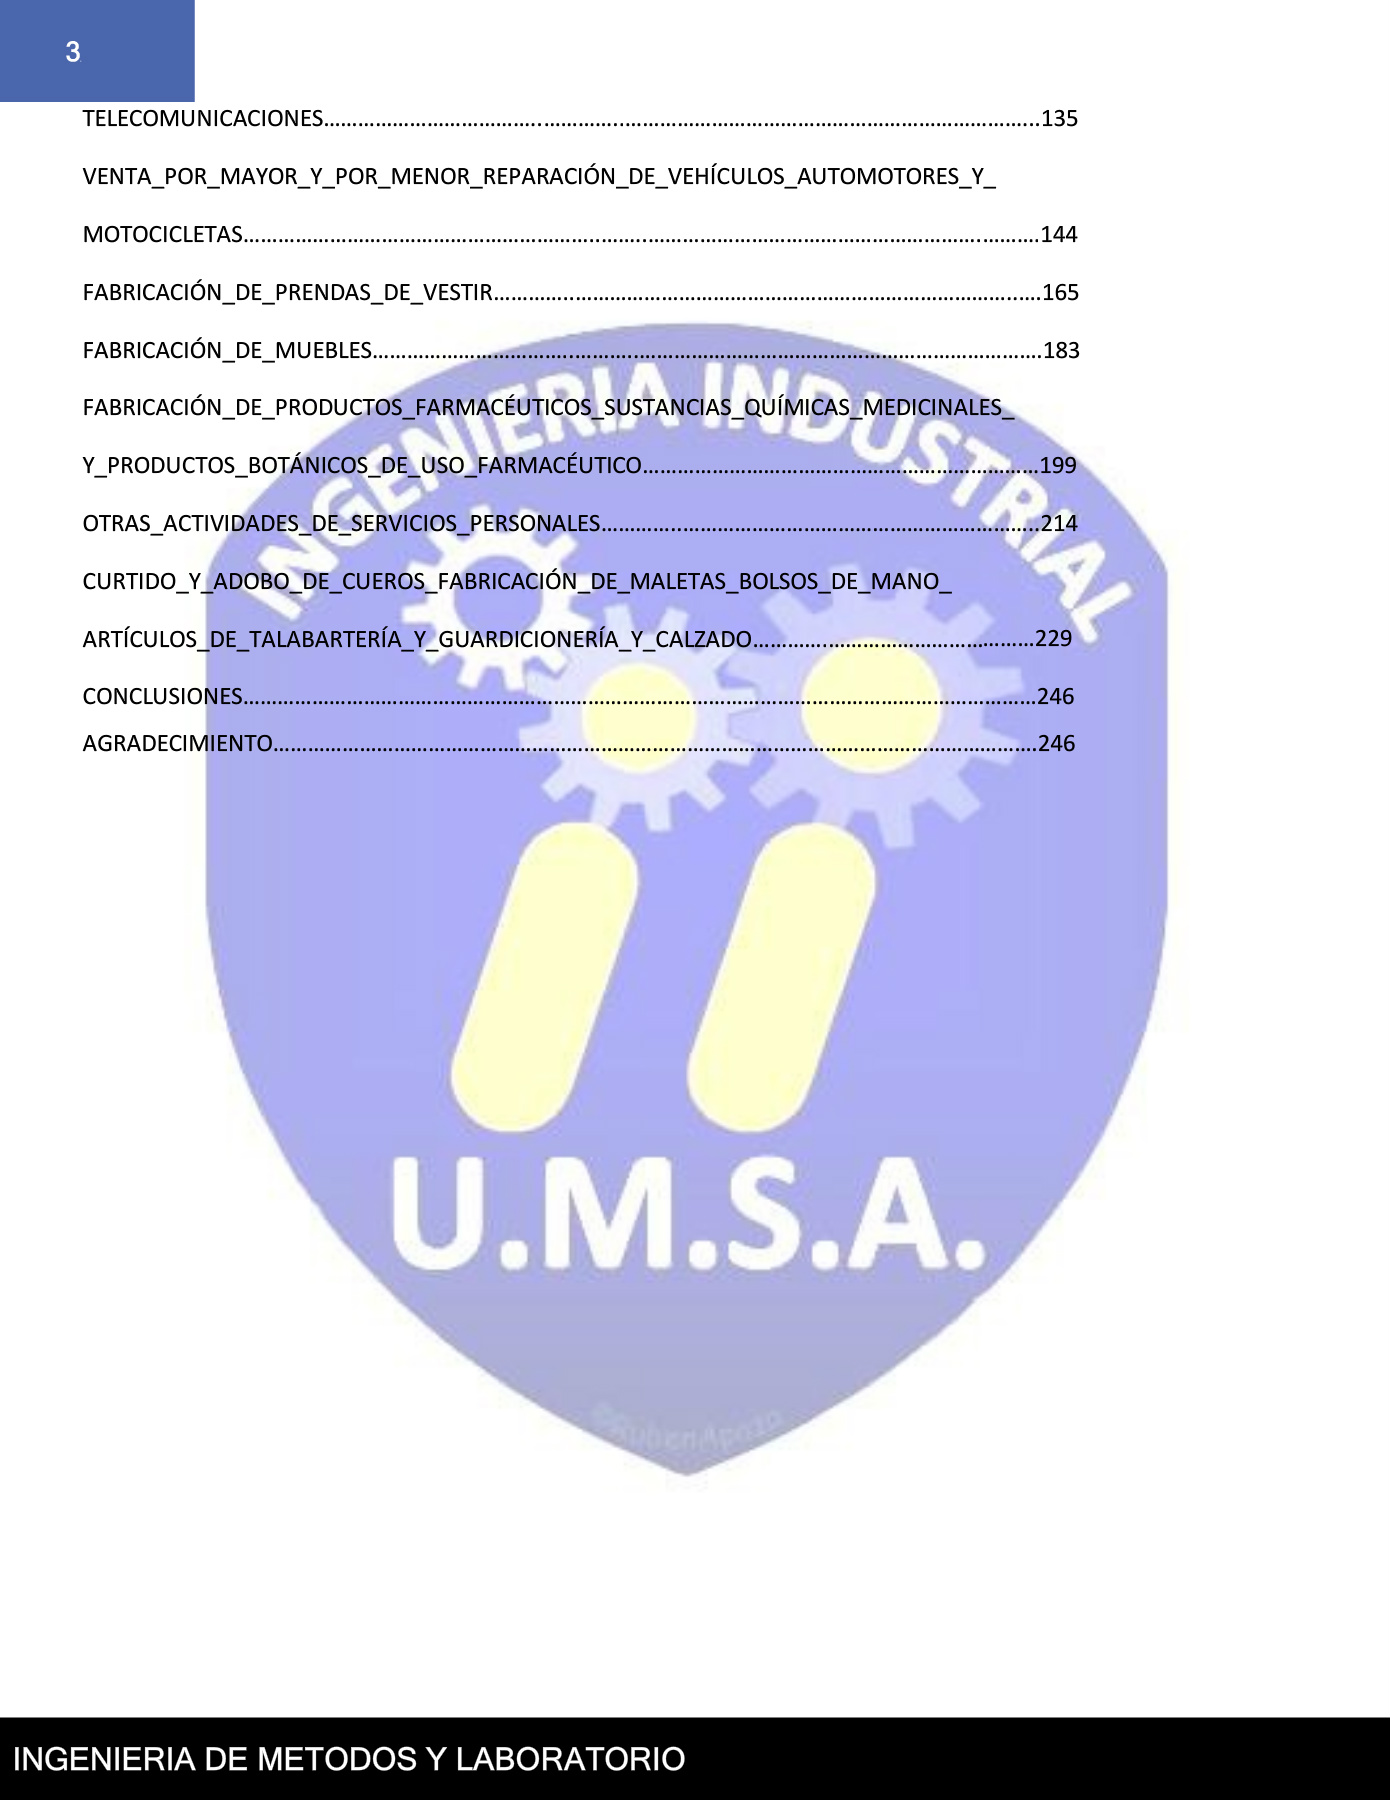 3
TELECOMUNICACIONES……………………………………………………………………………………………………………135
VENTA_POR_MAYOR_Y_POR_MENOR_REPARACIÓN_DE_VEHÍCULOS_AUTOMOTORES_Y_
MOTOCICLETAS…………………………………………………………………………………………………………………………144
FABRICACIÓN_DE_PRENDAS_DE_VESTIR……………………………………………………………………………………165
FABRICACIÓN_DE_MUEBLES………………………………………………………………………………………………………183
FABRICACIÓN_DE_PRODUCTOS_FARMACÉUTICOS_SUSTANCIAS_QUÍMICAS_MEDICINALES_
Y_PRODUCTOS_BOTÁNICOS_DE_USO_FARMACÉUTICO……………………………………………………………199
OTRAS_ACTIVIDADES_DE_SERVICIOS_PERSONALES…………………………………………………………………214
CURTIDO_Y_ADOBO_DE_CUEROS_FABRICACIÓN_DE_MALETAS_BOLSOS_DE_MANO_
ARTÍCULOS_DE_TALABARTERÍA_Y_GUARDICIONERÍA_Y_CALZADO…………………………………………229
CONCLUSIONES…………………………………………………………………………………………………………………………246
AGRADECIMIENTO……………………………………………………………………………………………………………………246
INGENIERIA INDUSTRIAL
U.M.S.A.
@RubenApaza
INGENIERIA DE METODOS Y LABORATORIO